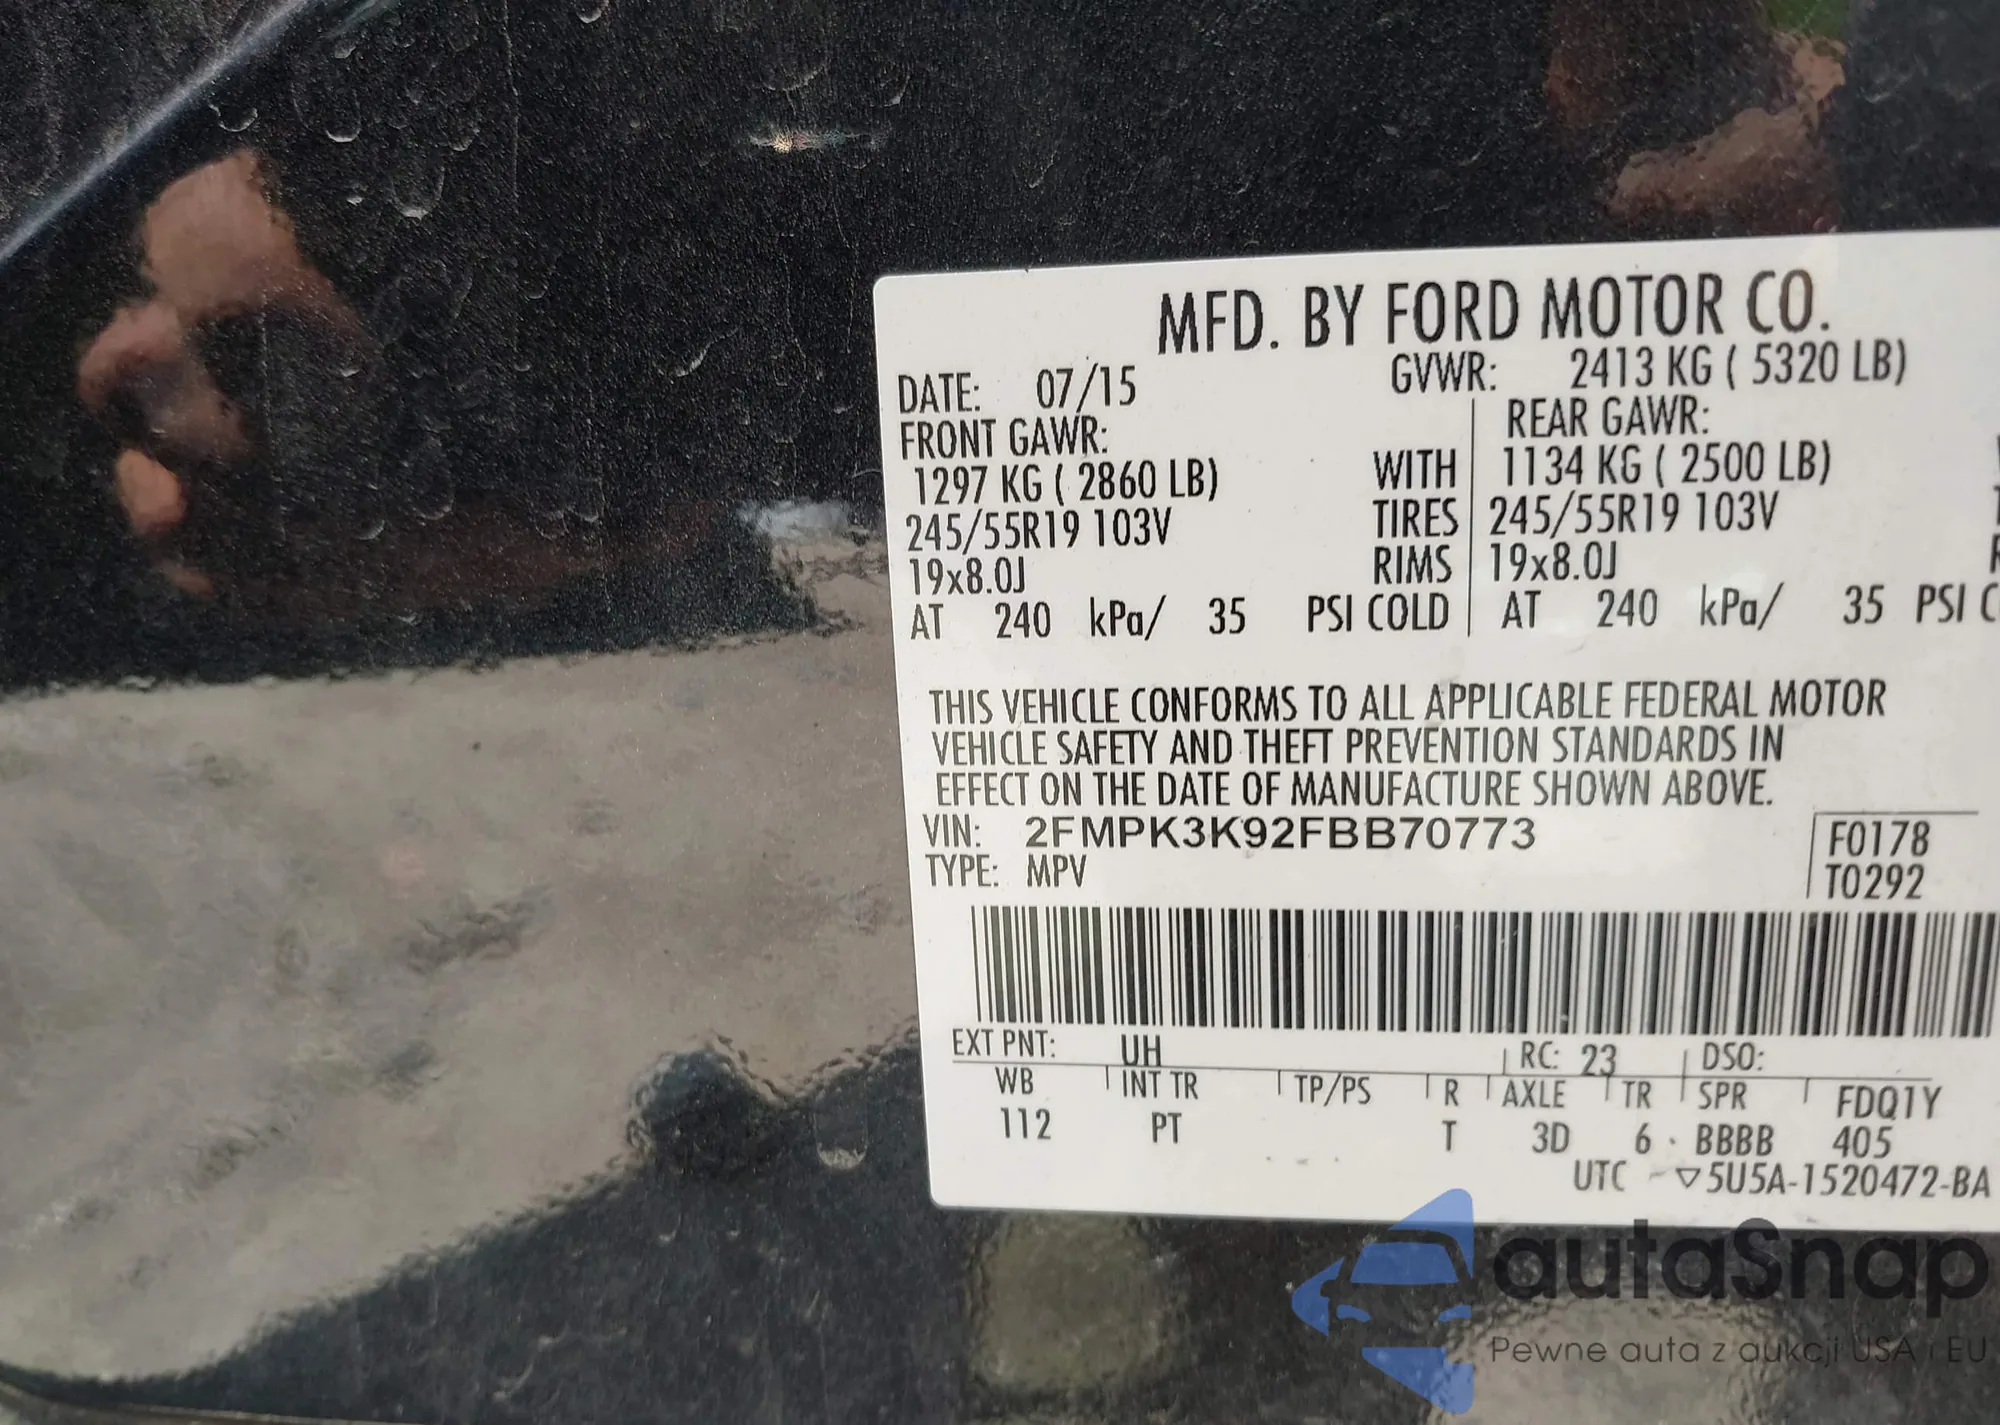 MFD. BY FORD MOTOR CO.
DATE: 07/15 GVWR: 2413 KG ( 5320 LB)
FRONT GAWR: REAR GAWR:
1297 KG ( 2860 LB) WITH 1134 KG ( 2500 LB)
245/55R19 103V TIRES 245/55R19 103V
19x8.0J RIMS 19x8.0J
AT 240 kPa/ 35 PSI COLD AT 240 kPa/ 35 PSI
THIS VEHICLE CONFORMS TO ALL APPLICABLE FEDERAL MOTOR
VEHICLE SAFETY AND THEFT PREVENTION STANDARDS IN
EFFECT ON THE DATE OF MANUFACTURE SHOWN ABOVE.
VIN: 2FMPK3K92FBB70773 F0178
TYPE: MPV T0292
EXT PNT: UH RC: 23 DSO:
WB INT TR TP/PS R AXLE TR SPR FDQ1Y
112 PT T 3D 6 BBBB 405
UTC ▽5U5A-1520472-BA
autaSnap
Pewne auta z aukcji USA i EU